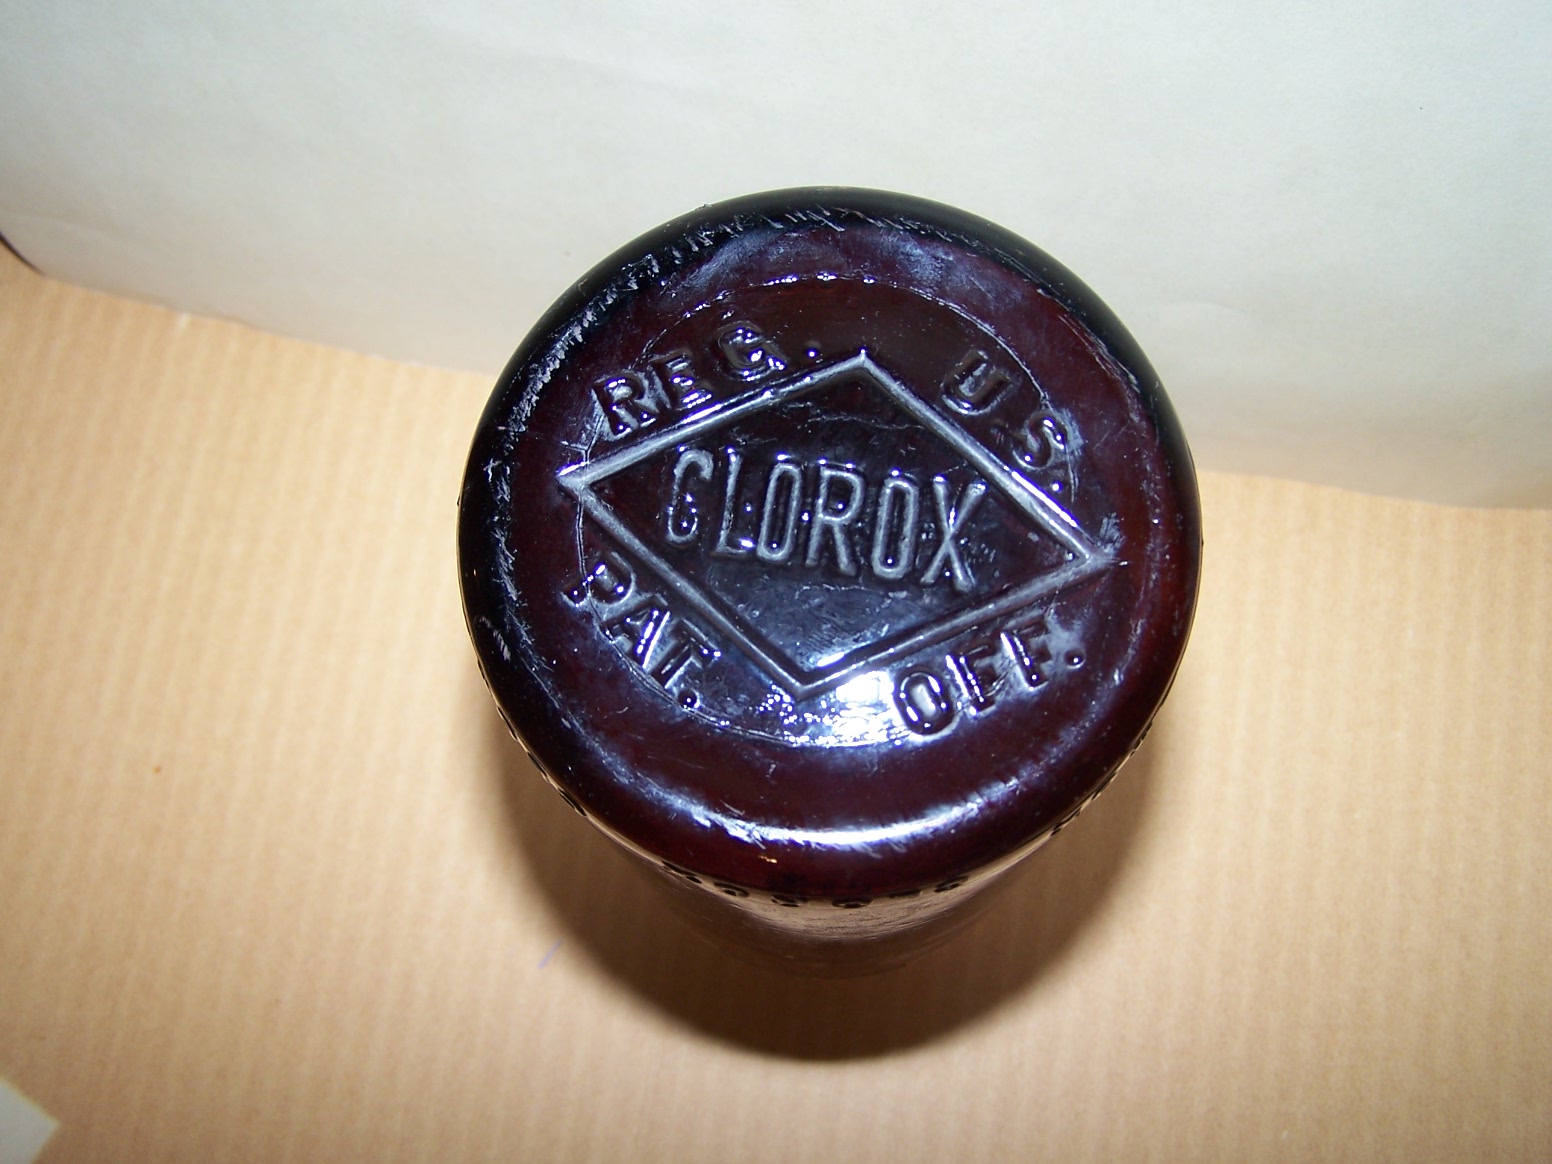 REG. U.S.
CLOROX
PAT. OFF.